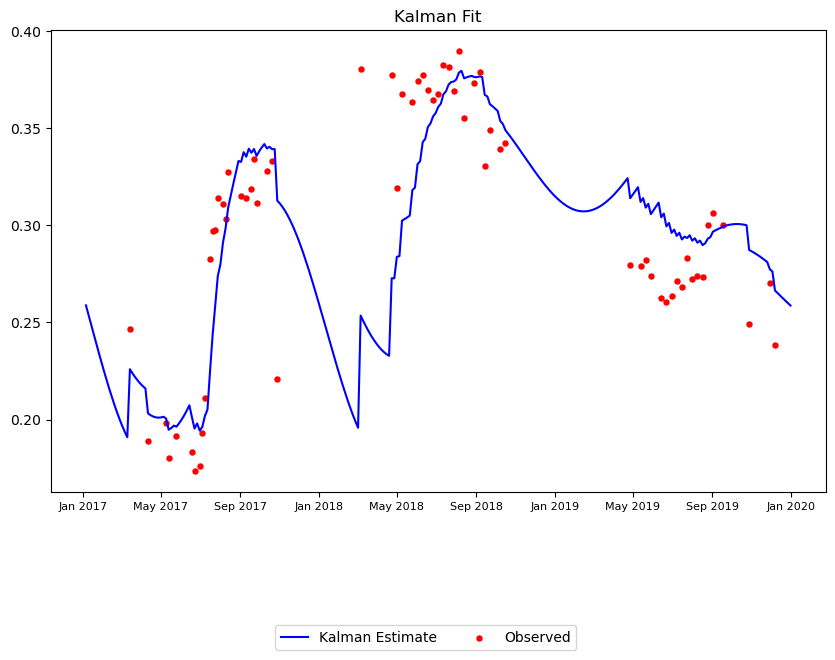 Kalman Fit
0.40
0.35
0.30
0.25
0.20
Jan 2017 May 2017 Sep 2017 Jan 2018 May 2018 Sep 2018 Jan 2019 May 2019 Sep 2019 Jan 2020
Kalman Estimate Observed